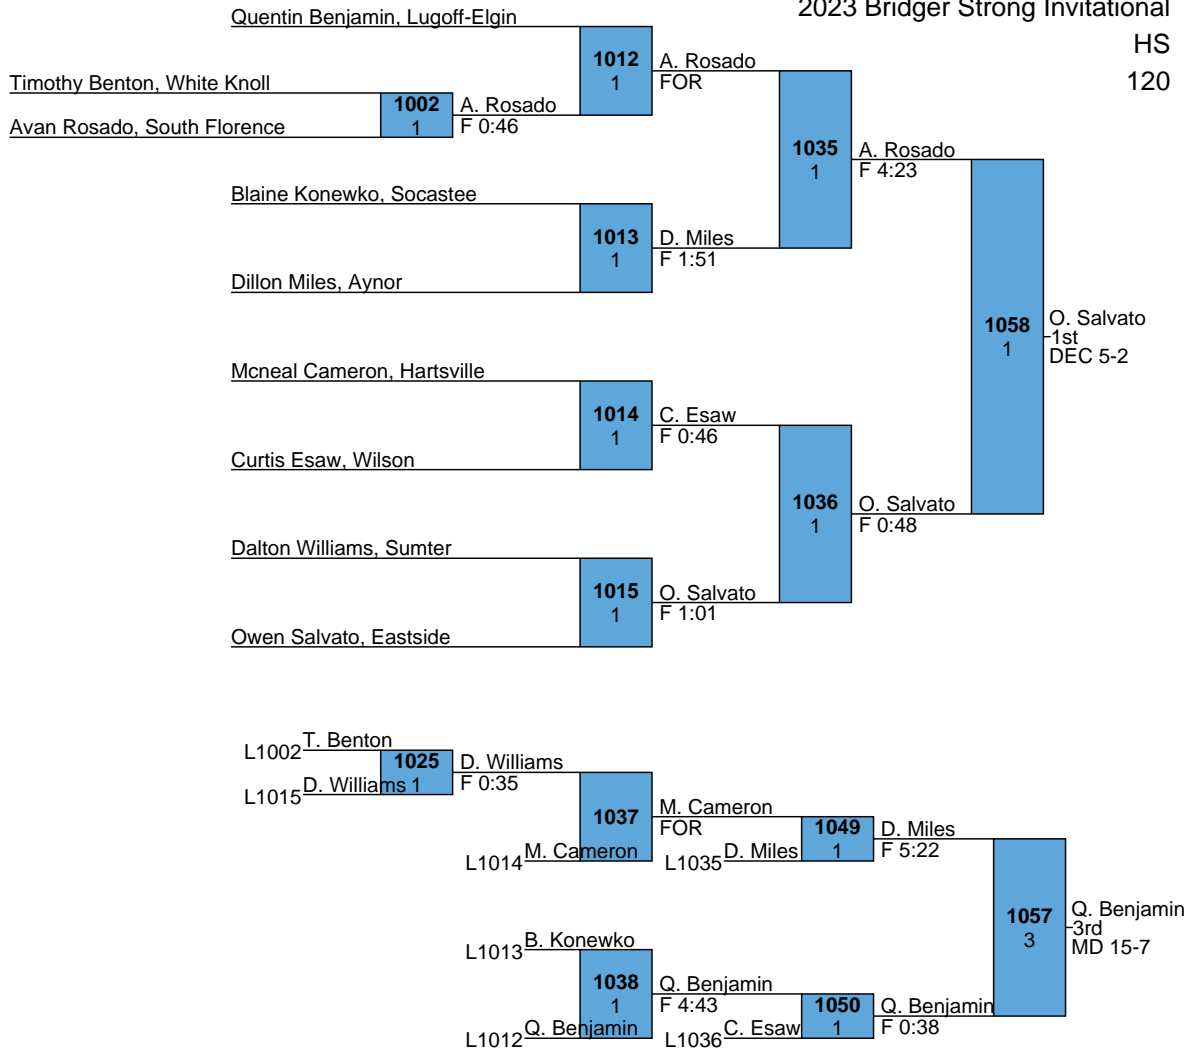 2023 Bridger Strong Invitational
HS
120
Quentin Benjamin, Lugoff-Elgin
1012
1
A. Rosado
FOR
Timothy Benton, White Knoll
1002
1
A. Rosado
F 0:46
Avan Rosado, South Florence
1035
1
A. Rosado
F 4:23
Blaine Konewko, Socastee
1013
1
D. Miles
F 1:51
Dillon Miles, Aynor
1058
1
O. Salvato
1st
DEC 5-2
Mcneal Cameron, Hartsville
1014
1
C. Esaw
F 0:46
Curtis Esaw, Wilson
1036
1
O. Salvato
F 0:48
Dalton Williams, Sumter
1015
1
O. Salvato
F 1:01
Owen Salvato, Eastside
L1002 T. Benton
1025
1
D. Williams
F 0:35
L1015 D. Williams
1037
M. Cameron
FOR
L1014 M. Cameron
1049
1
D. Miles
F 5:22
L1035 D. Miles
1057
3
Q. Benjamin
3rd
MD 15-7
L1013 B. Konewko
1038
1
Q. Benjamin
F 4:43
L1012 Q. Benjamin
1050
1
Q. Benjamin
F 0:38
L1036 C. Esaw